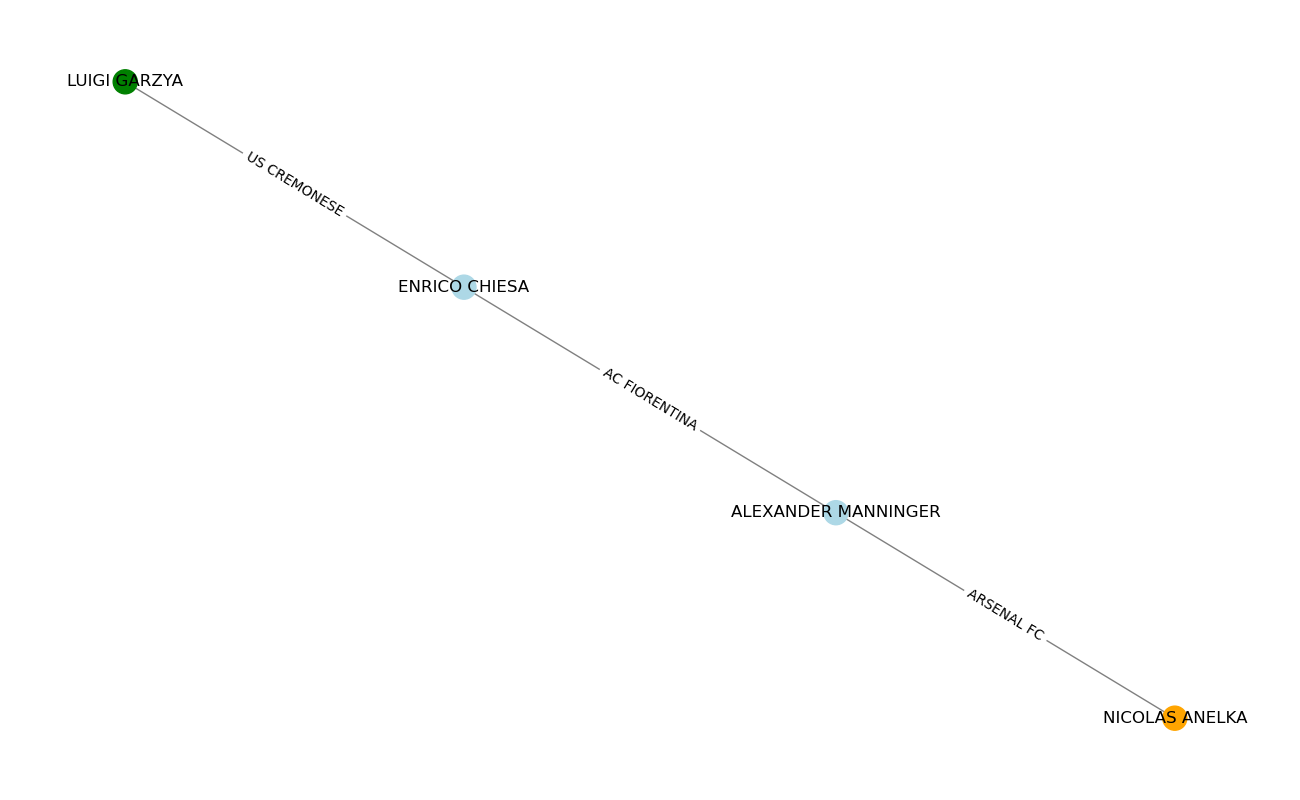 LUIGI GARZYA
US CREMONESE
ENRICO CHIESA
AC FIORENTINA
ALEXANDER MANNINGER
ARSENAL FC
NICOLAS ANELKA